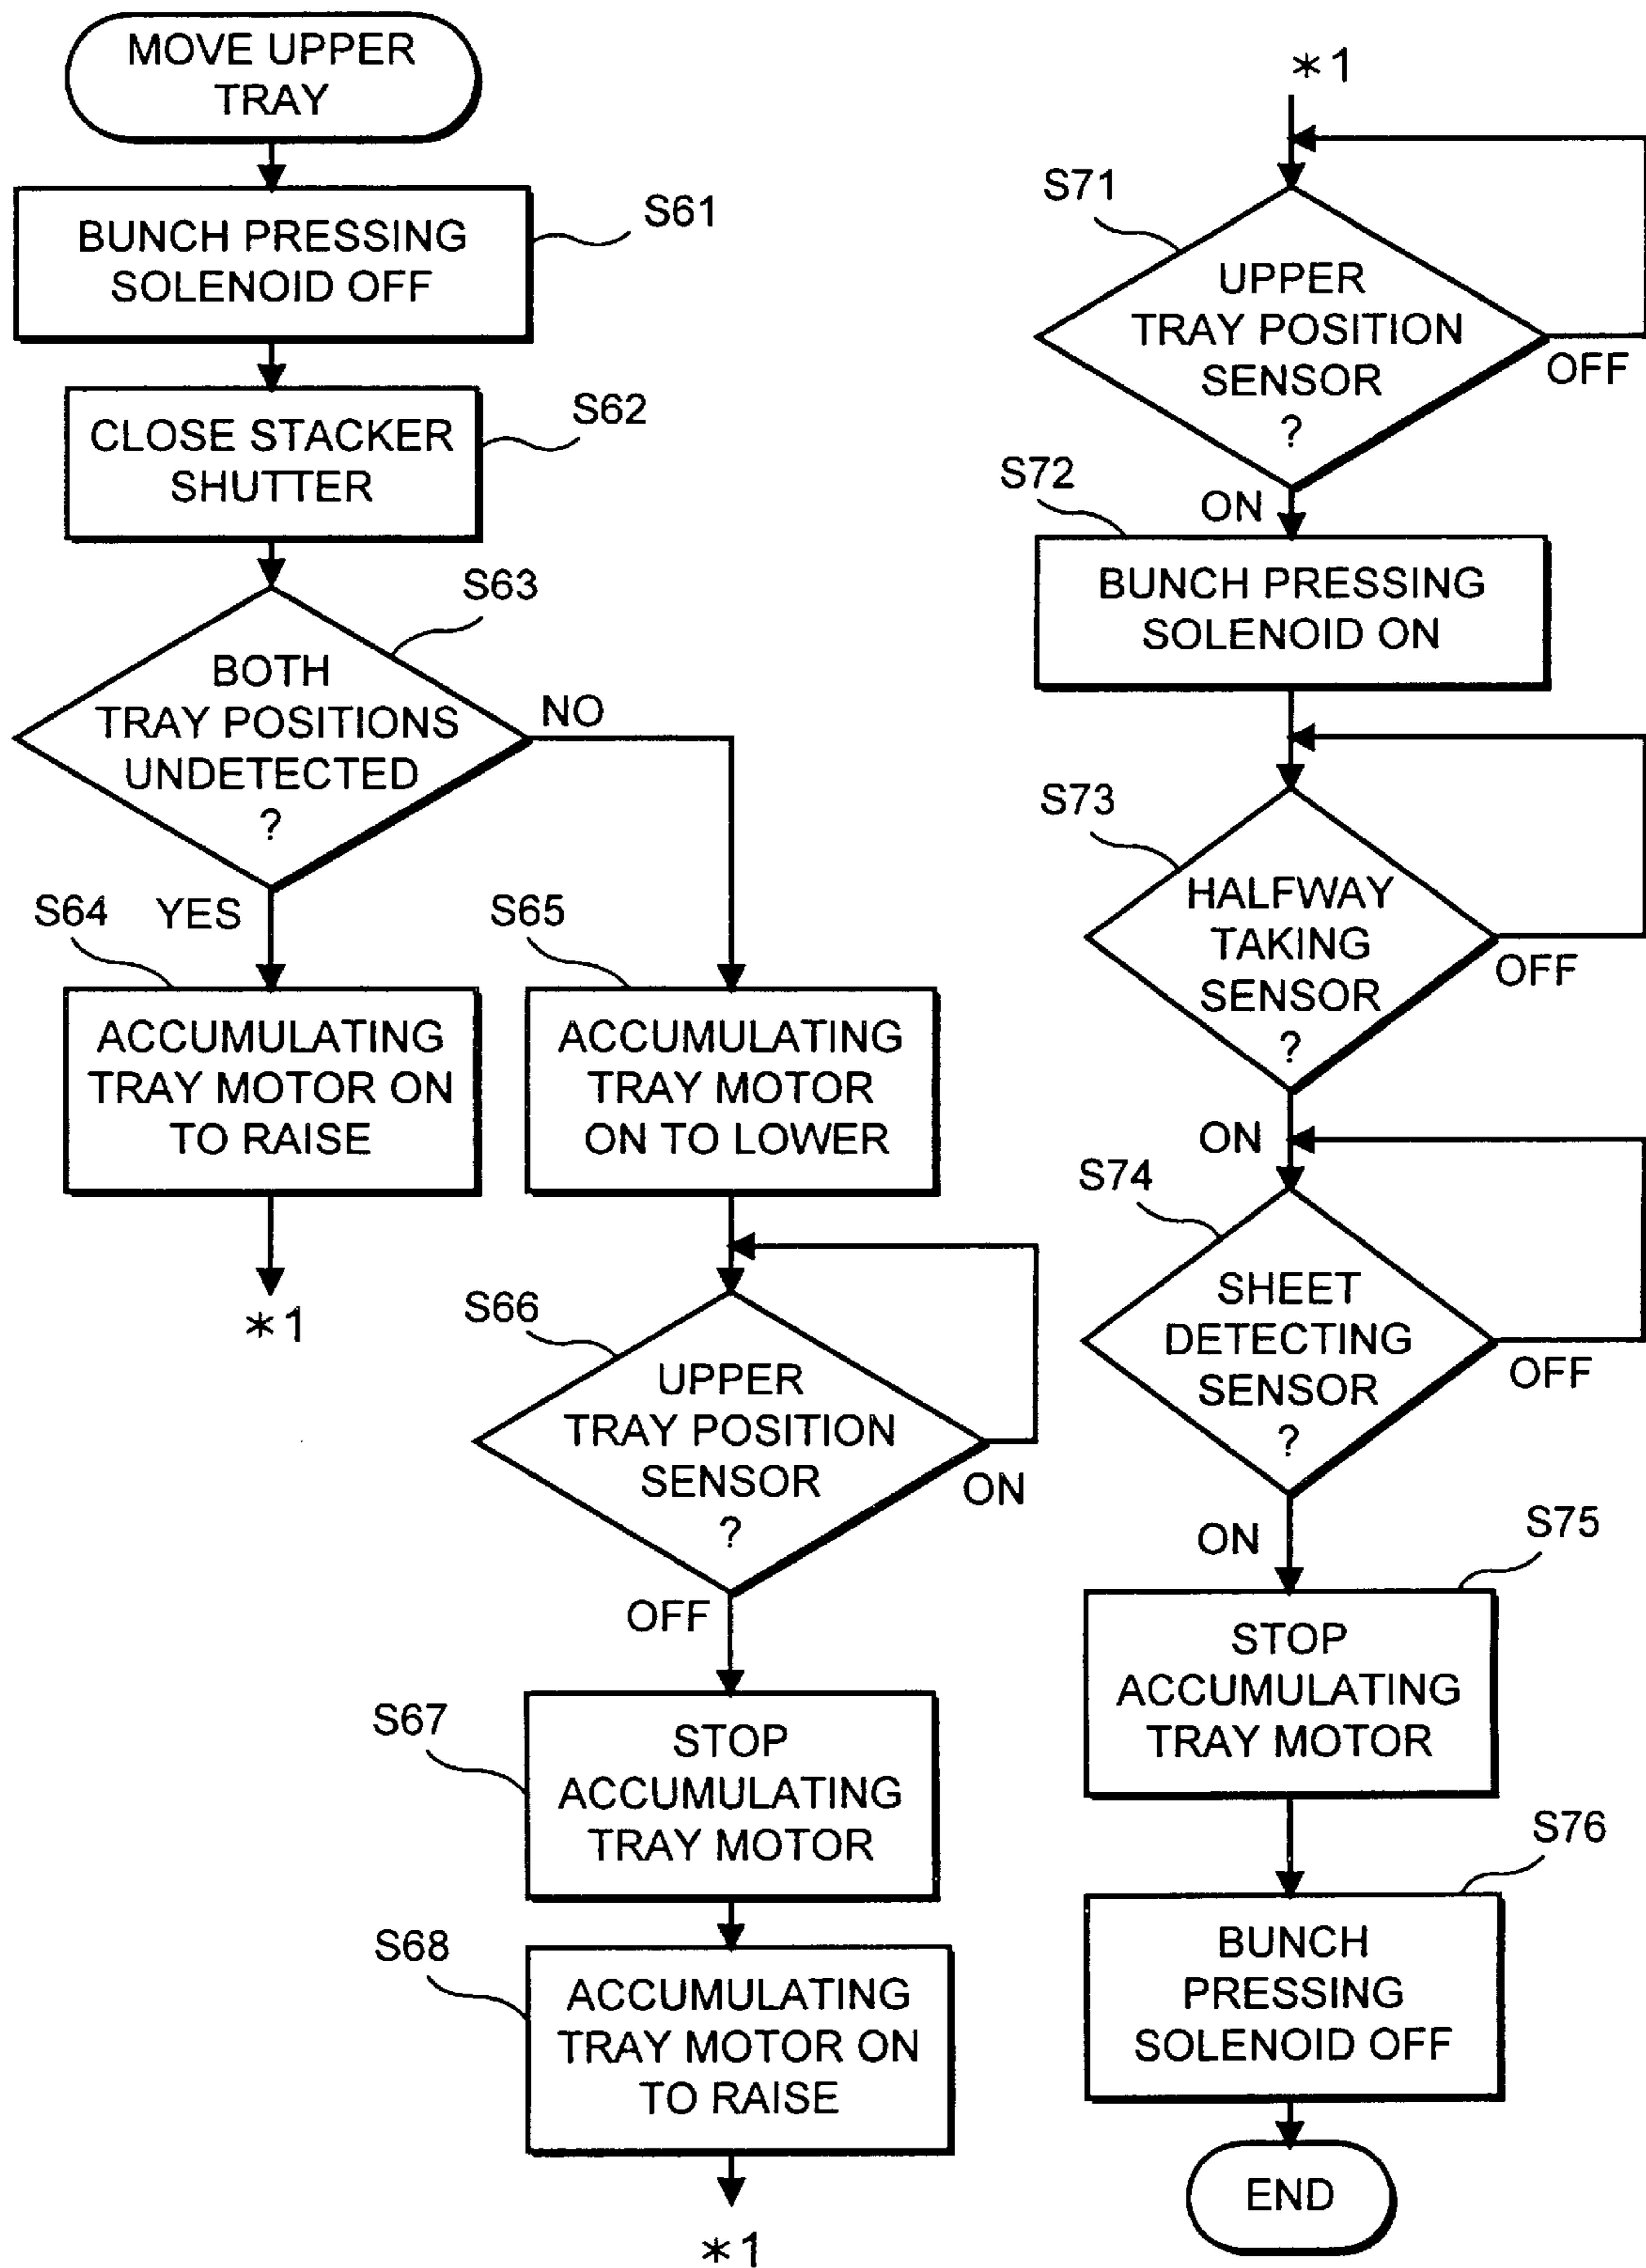 MOVE UPPER
TRAY
S61
BUNCH PRESSING
SOLENOID OFF
S62
CLOSE STACKER
SHUTTER
S63
BOTH
TRAY POSITIONS
UNDETECTED
?
NO
YES
S64
ACCUMULATING
TRAY MOTOR ON
TO RAISE
*1
S65
ACCUMULATING
TRAY MOTOR
ON TO LOWER
S66
UPPER
TRAY POSITION
SENSOR
?
ON
OFF
S67
STOP
ACCUMULATING
TRAY MOTOR
S68
ACCUMULATING
TRAY MOTOR ON
TO RAISE
*1
*1
S71
UPPER
TRAY POSITION
SENSOR
?
OFF
ON
S72
BUNCH PRESSING
SOLENOID ON
S73
HALFWAY
TAKING
SENSOR
?
OFF
ON
S74
SHEET
DETECTING
SENSOR
?
OFF
ON
S75
STOP
ACCUMULATING
TRAY MOTOR
S76
BUNCH
PRESSING
SOLENOID OFF
END